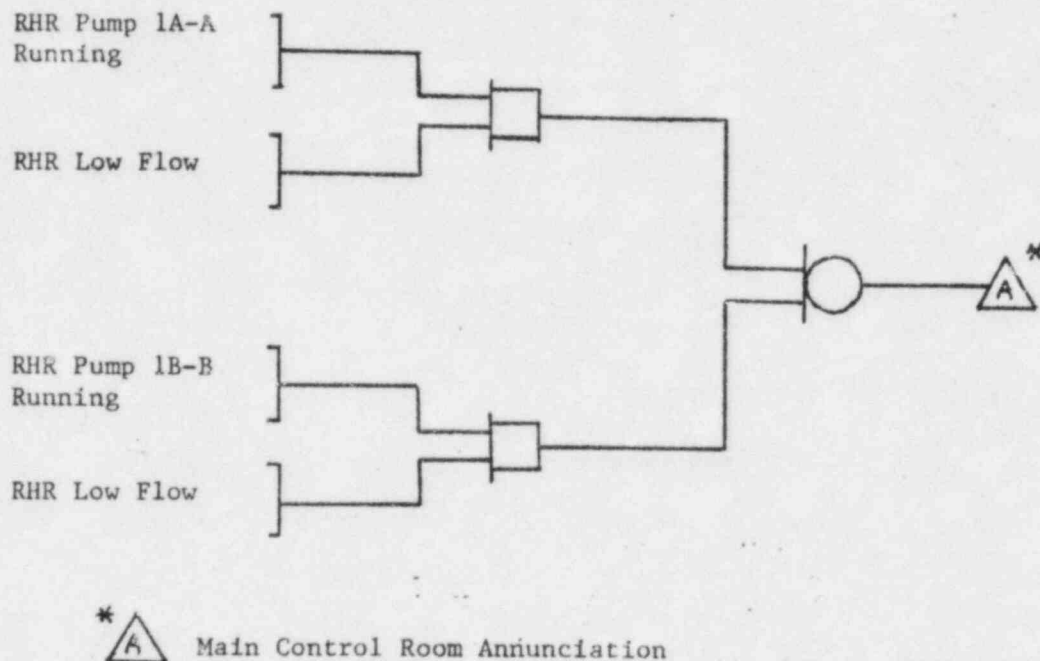 RHR Pump 1A-A
Running
RHR Low Flow
A *
RHR Pump 1B-B
Running
RHR Low Flow
* A Main Control Room Annunciation